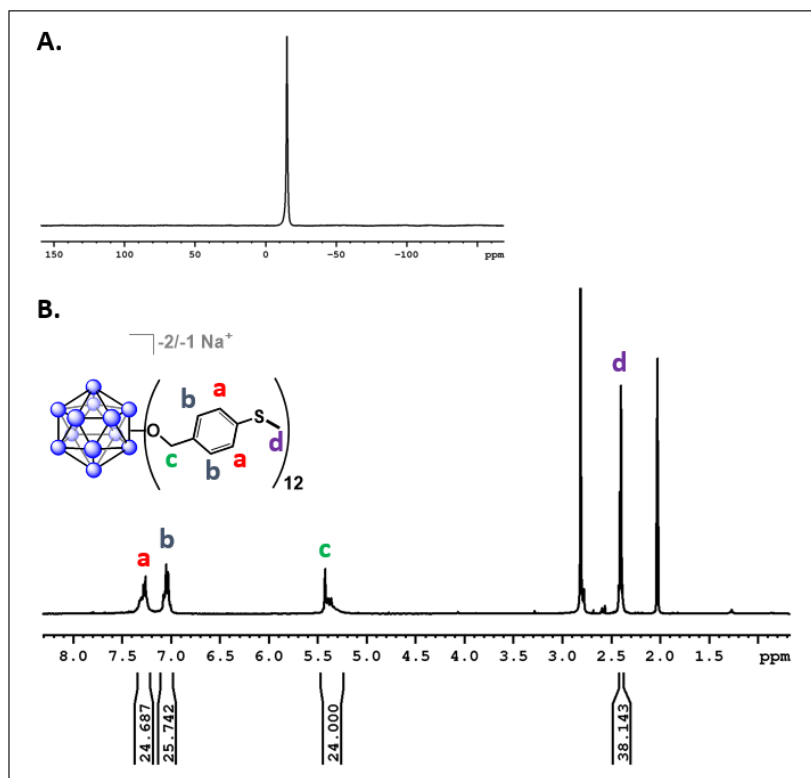 A.
150 100 50 0 -50 -100 ppm
B.
-2/-1 Na+
b a
S
O
d
c b a
12
d
a b c
8.0 7.5 7.0 6.5 6.0 5.5 5.0 4.5 4.0 3.5 3.0 2.5 2.0 1.5 ppm
24.687 25.742 24.000 38.143